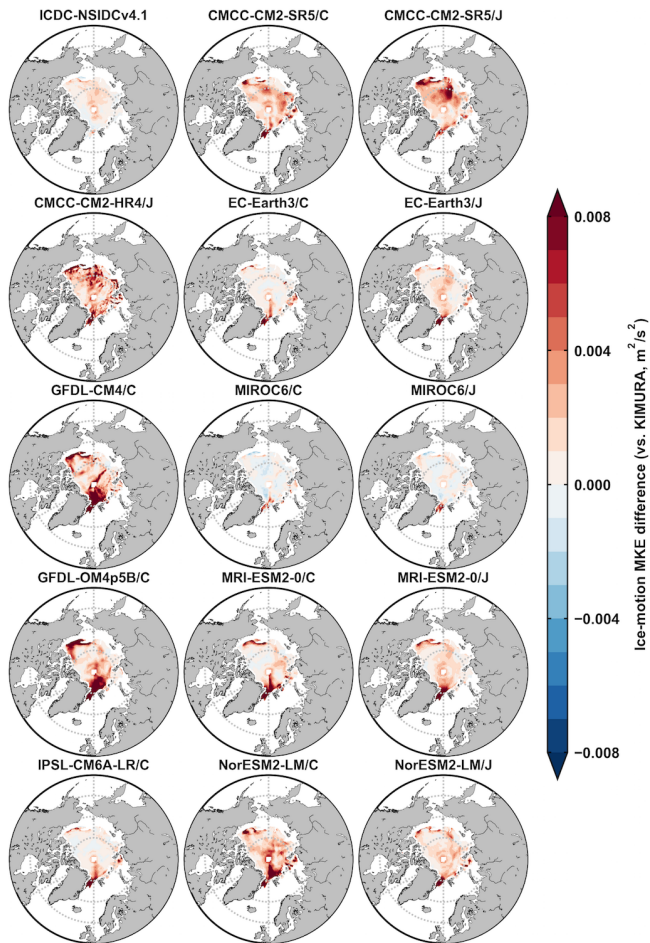 ICDC-NSIDCv4.1 CMCC-CM2-SR5/C CMCC-CM2-SR5/J
CMCC-CM2-HR4/J EC-Earth3/C EC-Earth3/J
GFDL-CM4/C MIROC6/C MIROC6/J
GFDL-OM4p5B/C MRI-ESM2-0/C MRI-ESM2-0/J
IPSL-CM6A-LR/C NorESM2-LM/C NorESM2-LM/J
0.008
0.004
0.000
−0.004
−0.008
Ice-motion MKE difference (vs. KIMURA, m²/s²)